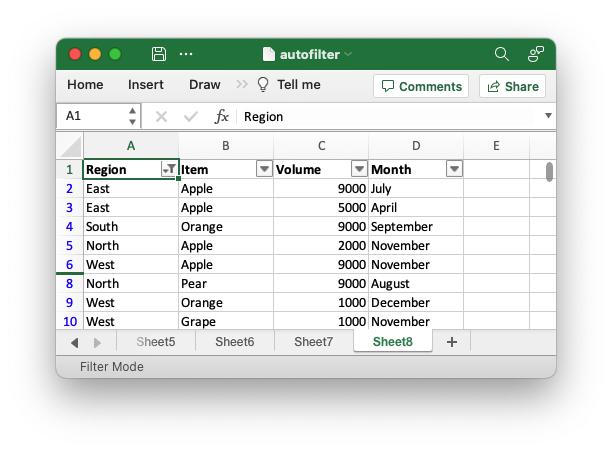 autofilter
Home Insert Draw Tell me Comments Share
A1 fx Region
A B C D E
1 Region Item Volume Month
2 East Apple 9000 July
3 East Apple 5000 April
4 South Orange 9000 September
5 North Apple 2000 November
6 West Apple 9000 November
8 North Pear 9000 August
9 West Orange 1000 December
10 West Grape 1000 November
Sheet5 Sheet6 Sheet7 Sheet8 +
Filter Mode